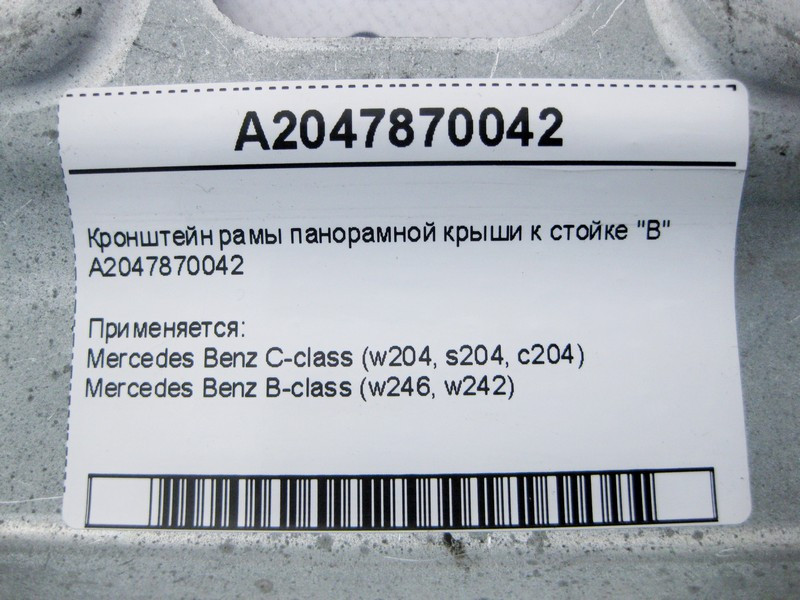 A2047870042
Кронштейн рамы панорамной крыши к стойке "В"
A2047870042
Применяется:
Mercedes Benz C-class (w204, s204, c204)
Mercedes Benz B-class (w246, w242)